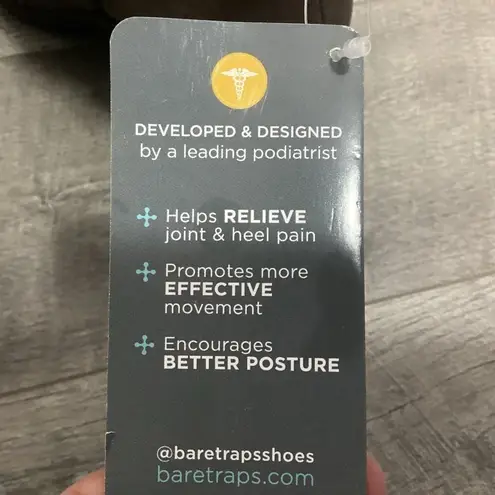 DEVELOPED & DESIGNED
by a leading podiatrist
Helps RELIEVE
joint & heel pain
Promotes more
EFFECTIVE
movement
Encourages
BETTER POSTURE
@baretrapsshoes
baretraps.com